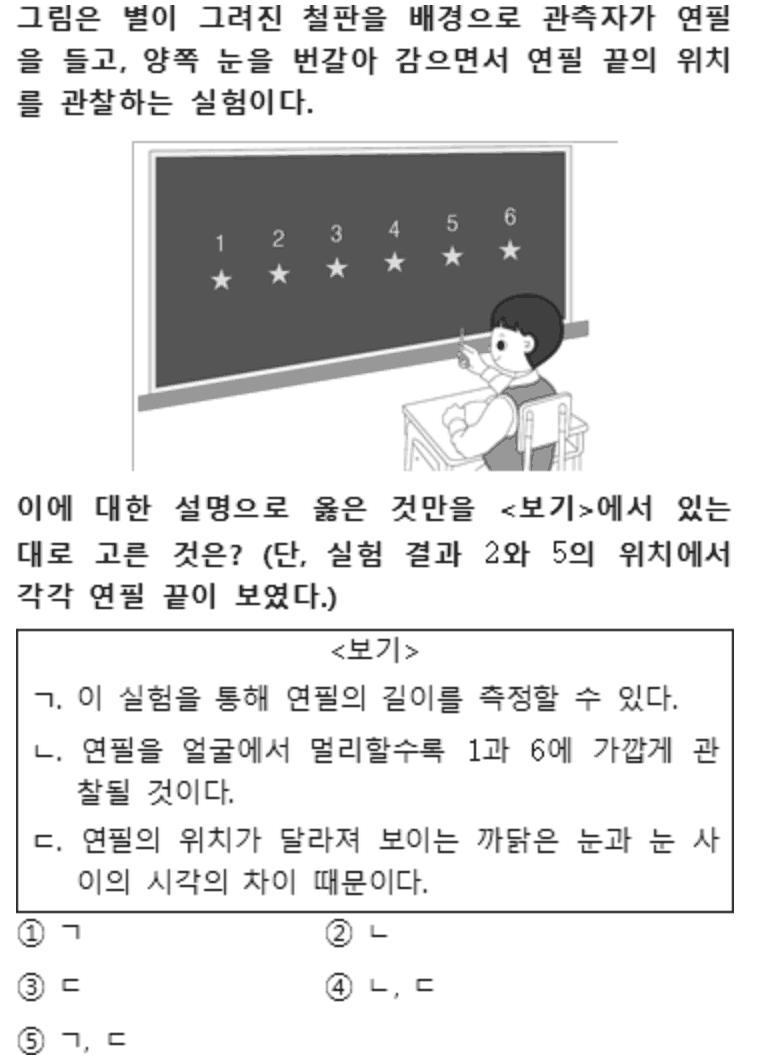 그림은 별이 그려진 철판을 배경으로 관측자가 연필
을 들고, 양쪽 눈을 번갈아 감으면서 연필 끝의 위치
를 관찰하는 실험이다.
1 2 3 4 5 6
이에 대한 설명으로 옳은 것만을 <보기>에서 있는
대로 고른 것은? (단, 실험 결과 2와 5의 위치에서
각각 연필 끝이 보였다.)
<보기>
ㄱ. 이 실험을 통해 연필의 길이를 측정할 수 있다.
ㄴ. 연필을 얼굴에서 멀리할수록 1과 6에 가깝게 관
찰될 것이다.
ㄷ. 연필의 위치가 달라져 보이는 까닭은 눈과 눈 사
이의 시각의 차이 때문이다.
① ㄱ ② ㄴ
③ ㄷ ④ ㄴ, ㄷ
⑤ ㄱ, ㄷ